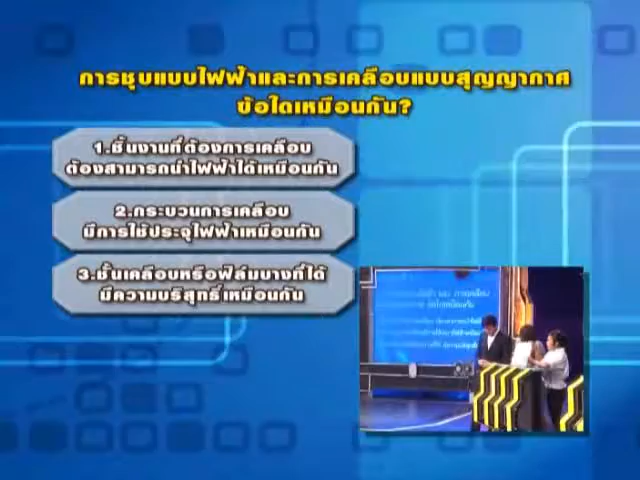 การชุบแบบไฟฟ้าและการเคลือบแบบสุญญากาศ
ข้อใดเหมือนกัน?
1.ชิ้นงานที่ต้องการเคลือบ
ต้องสามารถนำไฟฟ้าได้เหมือนกัน
2.กระบวนการเคลือบ
มีการใช้ประจุไฟฟ้าเหมือนกัน
3.ชั้นเคลือบหรือฟิล์มบางที่ได้
มีความบริสุทธิ์เหมือนกัน